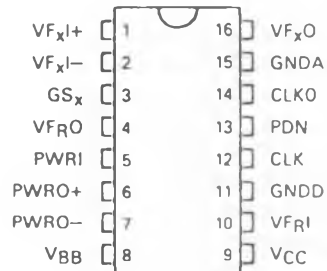 VFxI+ 1 16 VFxO
VFxI− 2 15 GNDA
GSx 3 14 CLK0
VFRO 4 13 PDN
PWRI 5 12 CLK
PWRO+ 6 11 GNDD
PWRO− 7 10 VFRI
VBB 8 9 VCC